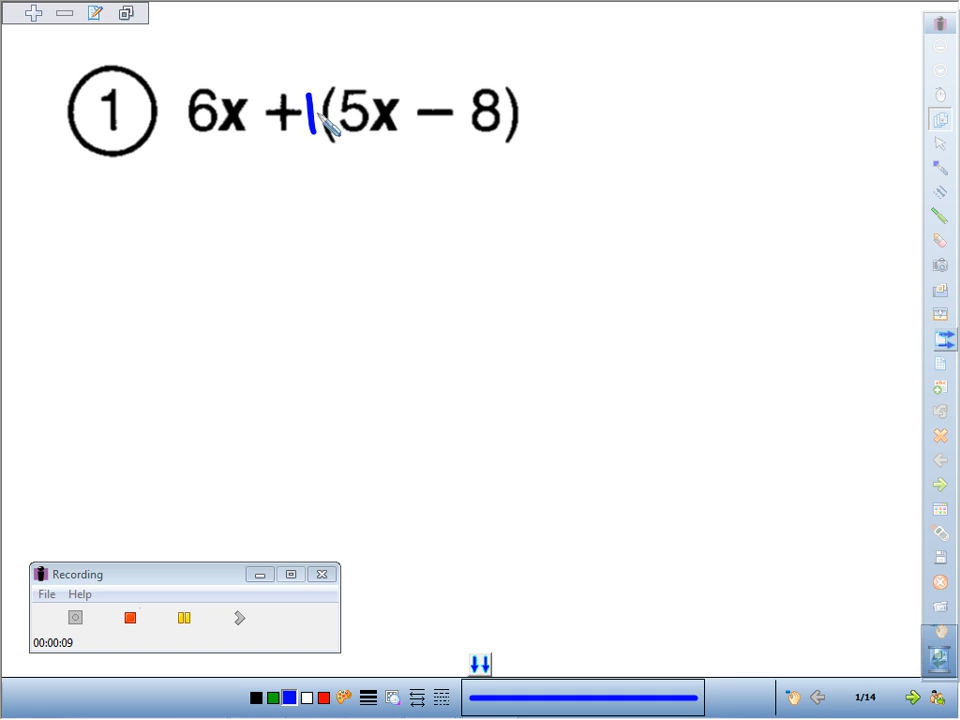 1 6x + 1(5x − 8)
Recording
File Help
00:00:09
1/14